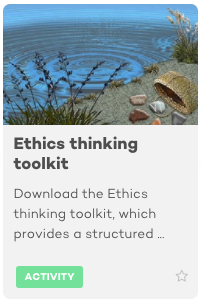 Ethics thinking
toolkit
Download the Ethics
thinking toolkit, which
provides a structured ...
ACTIVITY